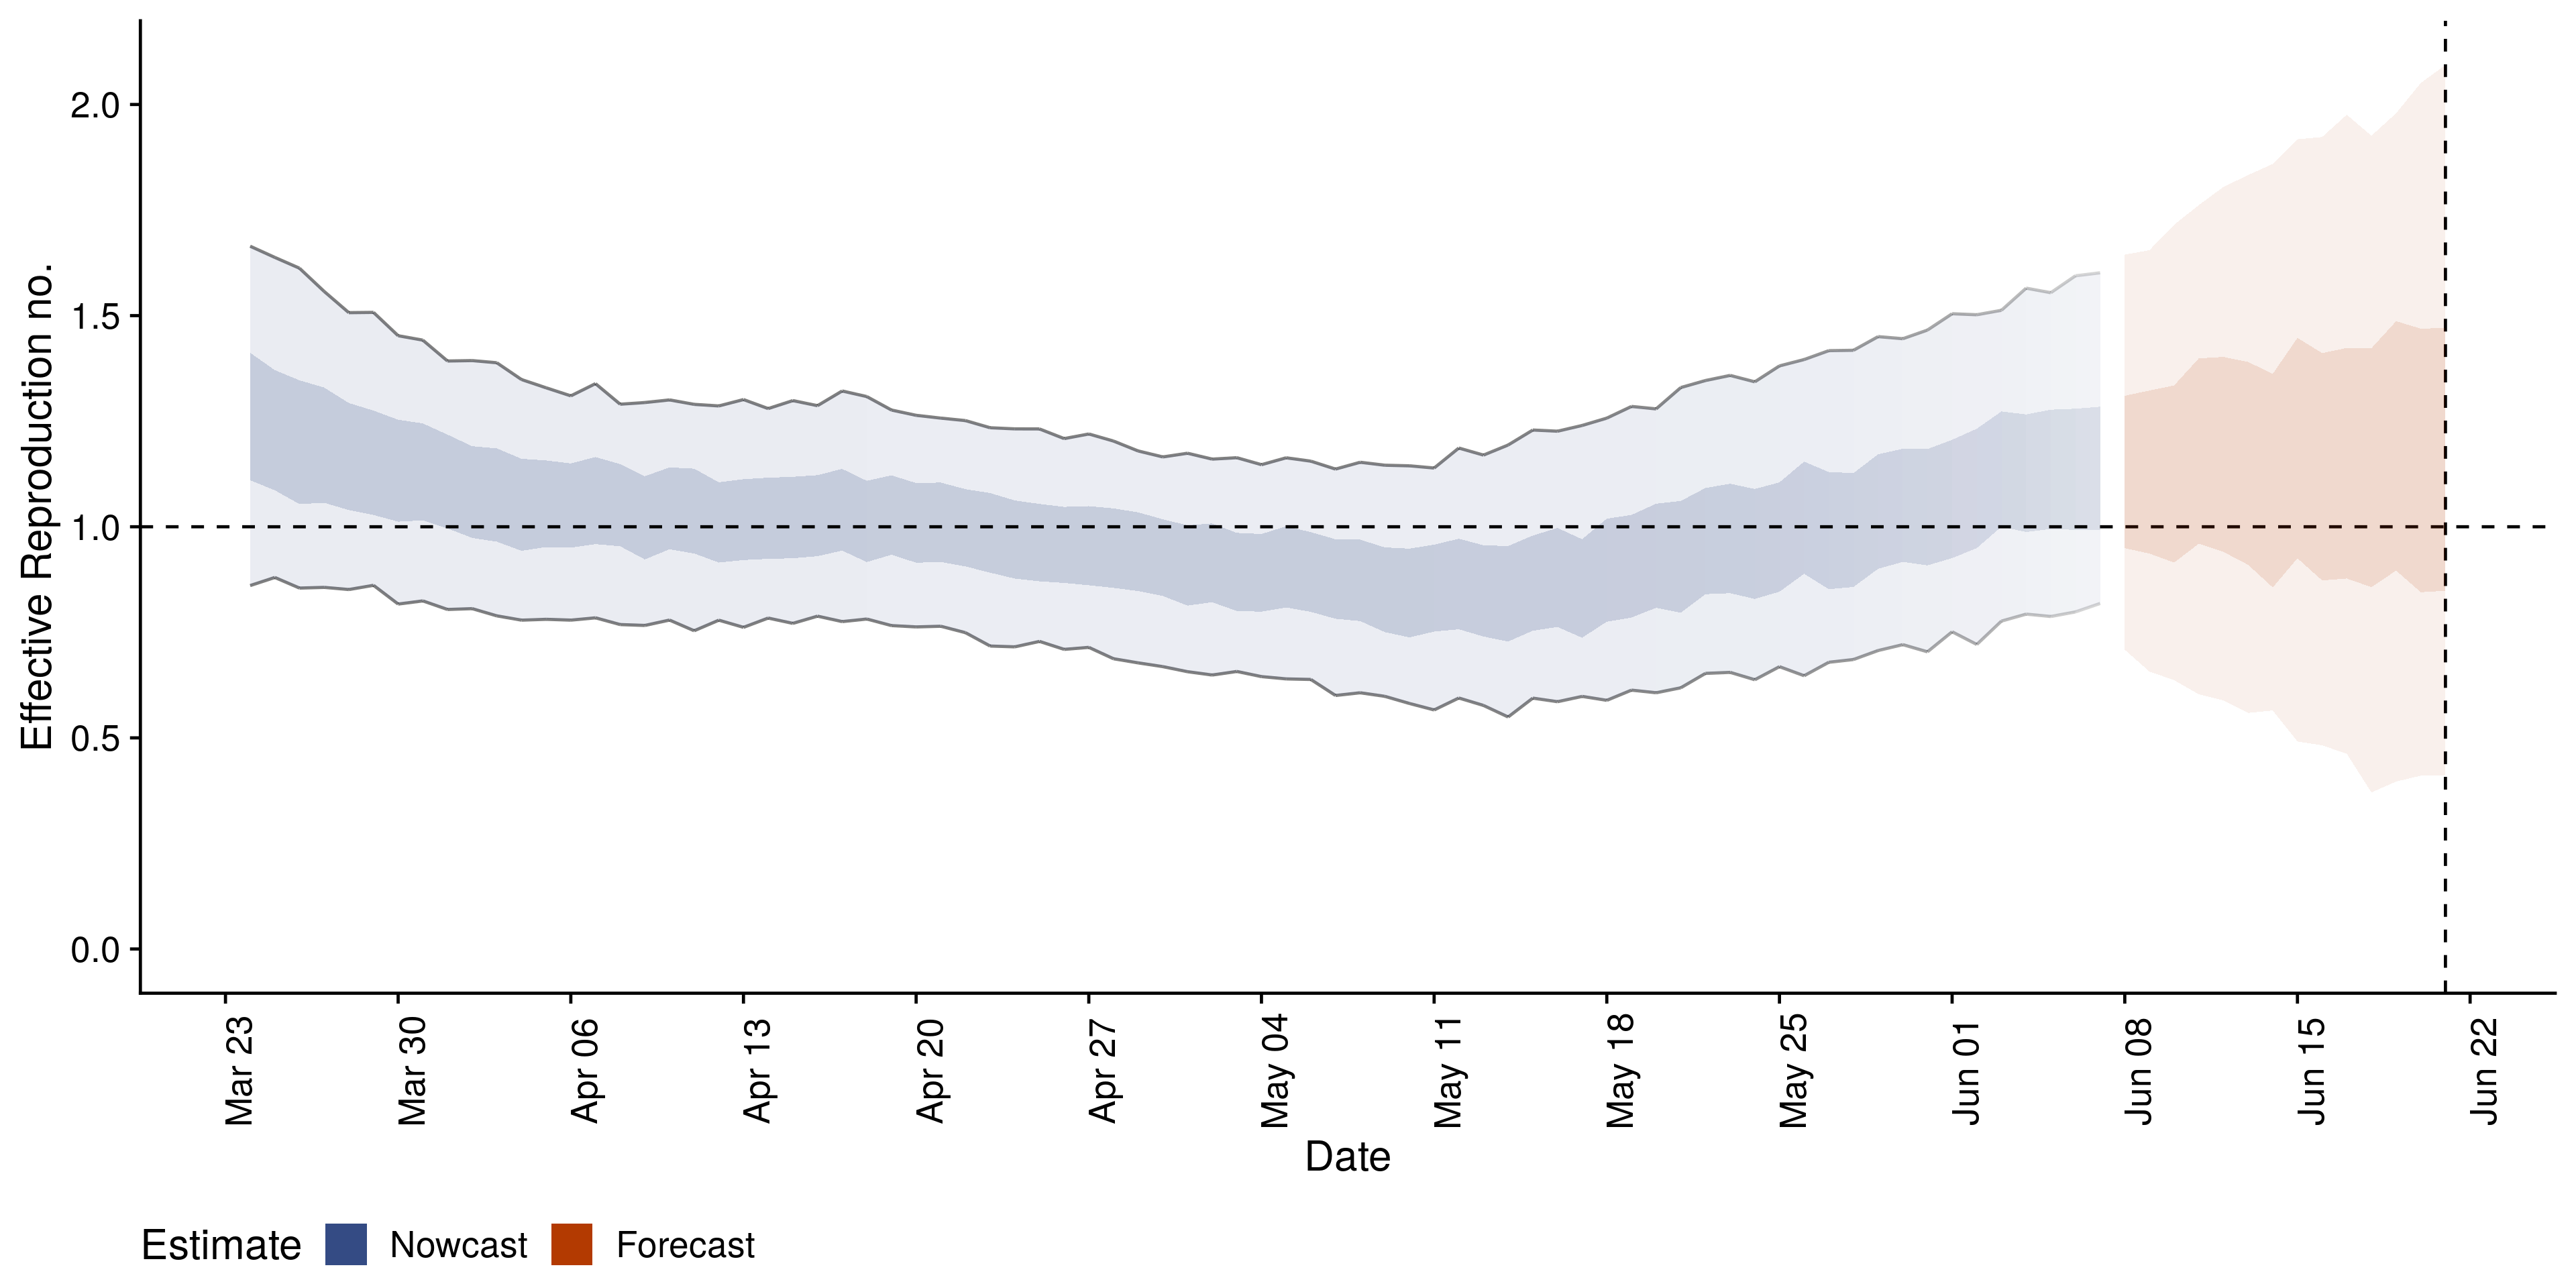 Effective Reproduction no.
2.0
1.5
1.0
0.5
0.0
Mar 23
Mar 30
Apr 06
Apr 13
Apr 20
Apr 27
May 04
May 11
May 18
May 25
Jun 01
Jun 08
Jun 15
Jun 22
Date
Estimate Nowcast Forecast